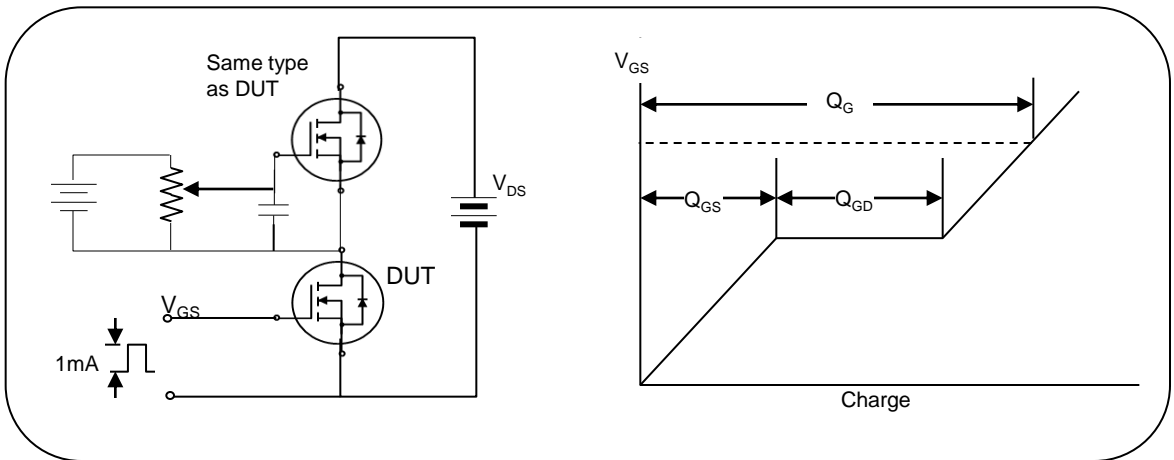 Same type
as DUT
V_DS
DUT
V_GS
1mA
V_GS
Q_G
Q_GS
Q_GD
Charge